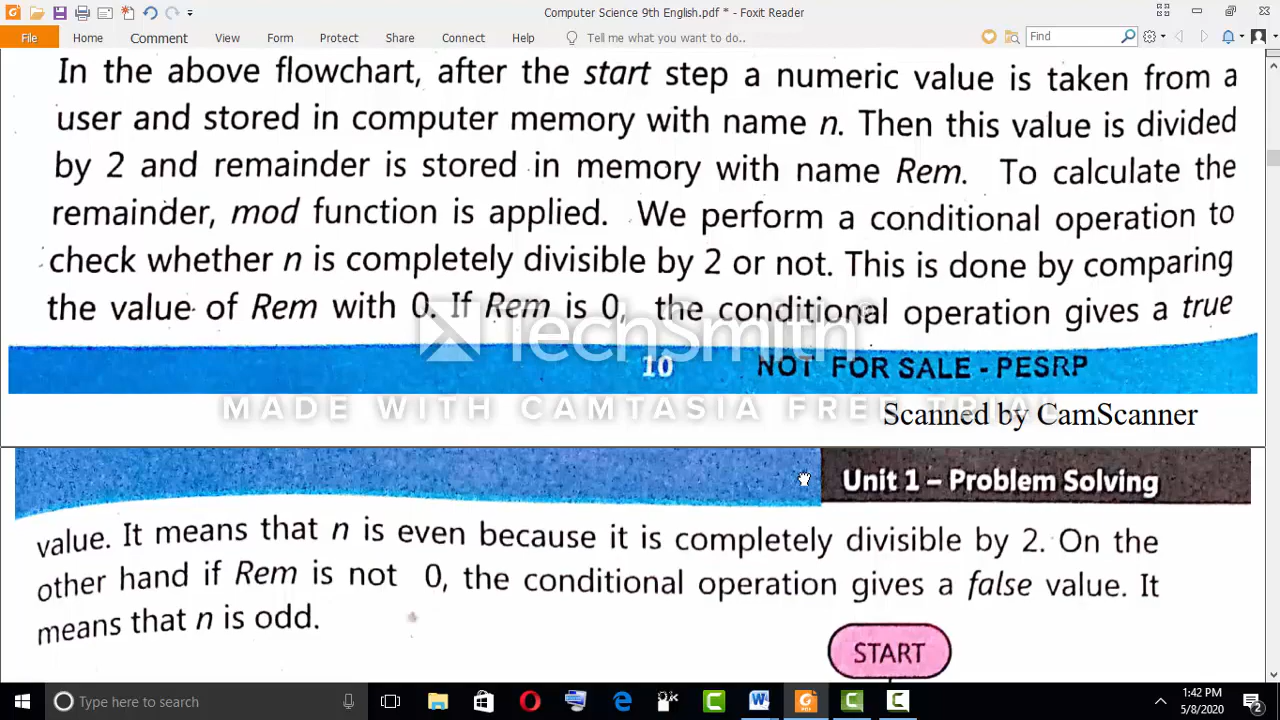 Computer Science 9th English.pdf * - Foxit Reader
File Home Comment View Form Protect Share Connect Help Tell me what you want to do.. Find
In the above flowchart, after the start step a numeric value is taken from a
user and stored in computer memory with name n. Then this value is divided
by 2 and remainder is stored in memory with name Rem. To calculate the
remainder, mod function is applied. We perform a conditional operation to
check whether n is completely divisible by 2 or not. This is done by comparing
the value of Rem with 0. If Rem is 0, the conditional operation gives a true
TechSmith®
10 NOT FOR SALE - PESRP
MADE WITH CAMTASIA FREE TRIAL
Scanned by CamScanner
Unit 1 – Problem Solving
value. It means that n is even because it is completely divisible by 2. On the
other hand if Rem is not 0, the conditional operation gives a false value. It
means that n is odd.
START
Type here to search
1:42 PM
5/8/2020
2